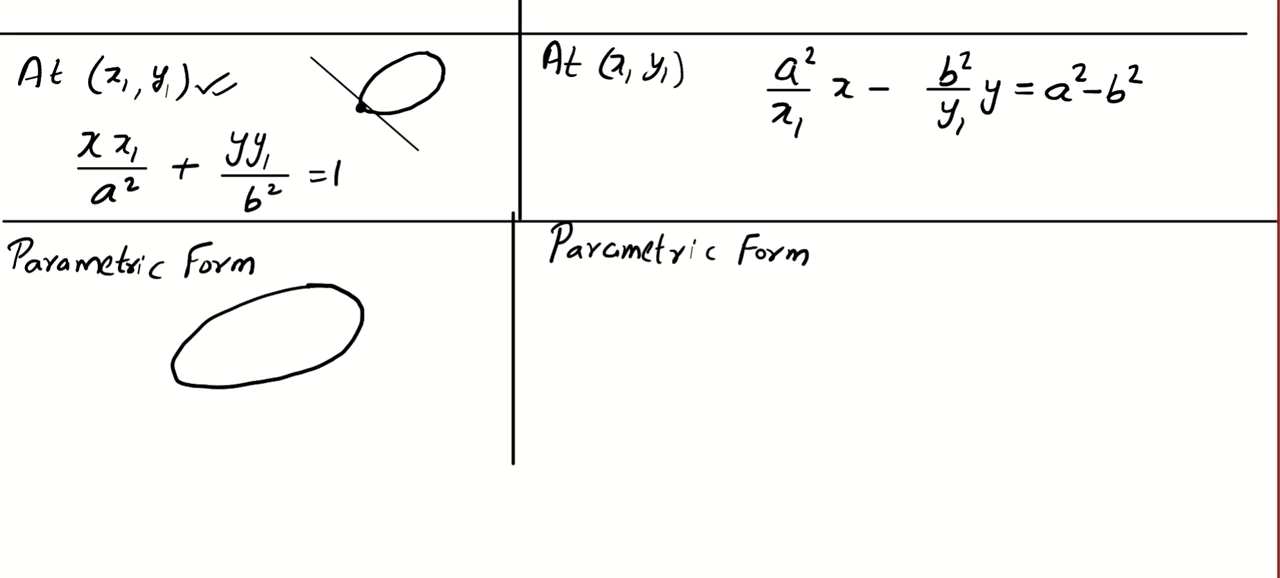 At (x₁, y₁)
xx₁/a² + yy₁/b² = 1
At (x₁ y₁) a²/x₁ x - b²/y₁ y = a²-b²
Parametric Form
Parametric Form